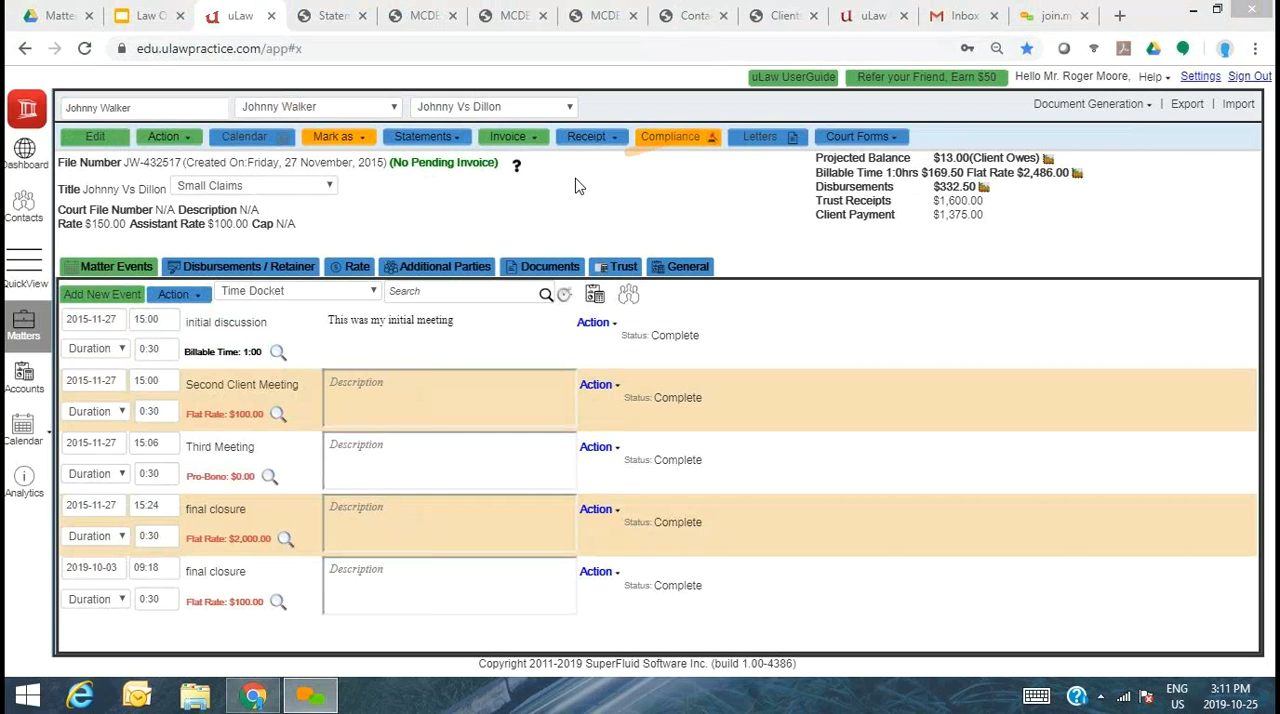 Matter
Law O
uLaw
Staten
MCDE
MCDE
MCDE
Conta
Client
uLaw
Inbox
join.m
edu.ulawpractice.com/app#x
uLaw UserGuide
Refer your Friend, Earn $50
Hello Mr. Roger Moore,
Help
Settings
Sign Out
Johnny Walker
Johnny Walker
Johnny Vs Dillon
Document Generation
Export
Import
Edit
Action
Calendar
Mark as
Statements
Invoice
Receipt
Compliance
Letters
Court Forms
File Number JW-432517 (Created On:Friday, 27 November, 2015) (No Pending Invoice) ?
Title Johnny Vs Dillon
Small Claims
Court File Number N/A Description N/A
Rate $150.00 Assistant Rate $100.00 Cap N/A
Projected Balance $13.00(Client Owes)
Billable Time 1:0hrs $169.50 Flat Rate $2,486.00
Disbursements $332.50
Trust Receipts $1,600.00
Client Payment $1,375.00
Dashboard
Contacts
QuickView
Matters
Accounts
Calendar
Analytics
Matter Events
Disbursements / Retainer
Rate
Additional Parties
Documents
Trust
General
Add New Event
Action
Time Docket
Search
2015-11-27 15:00 initial discussion This was my initial meeting Action
Status: Complete
Duration 0:30 Billable Time: 1:00
2015-11-27 15:00 Second Client Meeting Description Action
Status: Complete
Duration 0:30 Flat Rate: $100.00
2015-11-27 15:06 Third Meeting Description Action
Status: Complete
Duration 0:30 Pro-Bono: $0.00
2015-11-27 15:24 final closure Description Action
Status: Complete
Duration 0:30 Flat Rate: $2,000.00
2019-10-03 09:18 final closure Description Action
Status: Complete
Duration 0:30 Flat Rate: $100.00
Copyright 2011-2019 SuperFluid Software Inc. (build 1.00-4386)
ENG
US
3:11 PM
2019-10-25